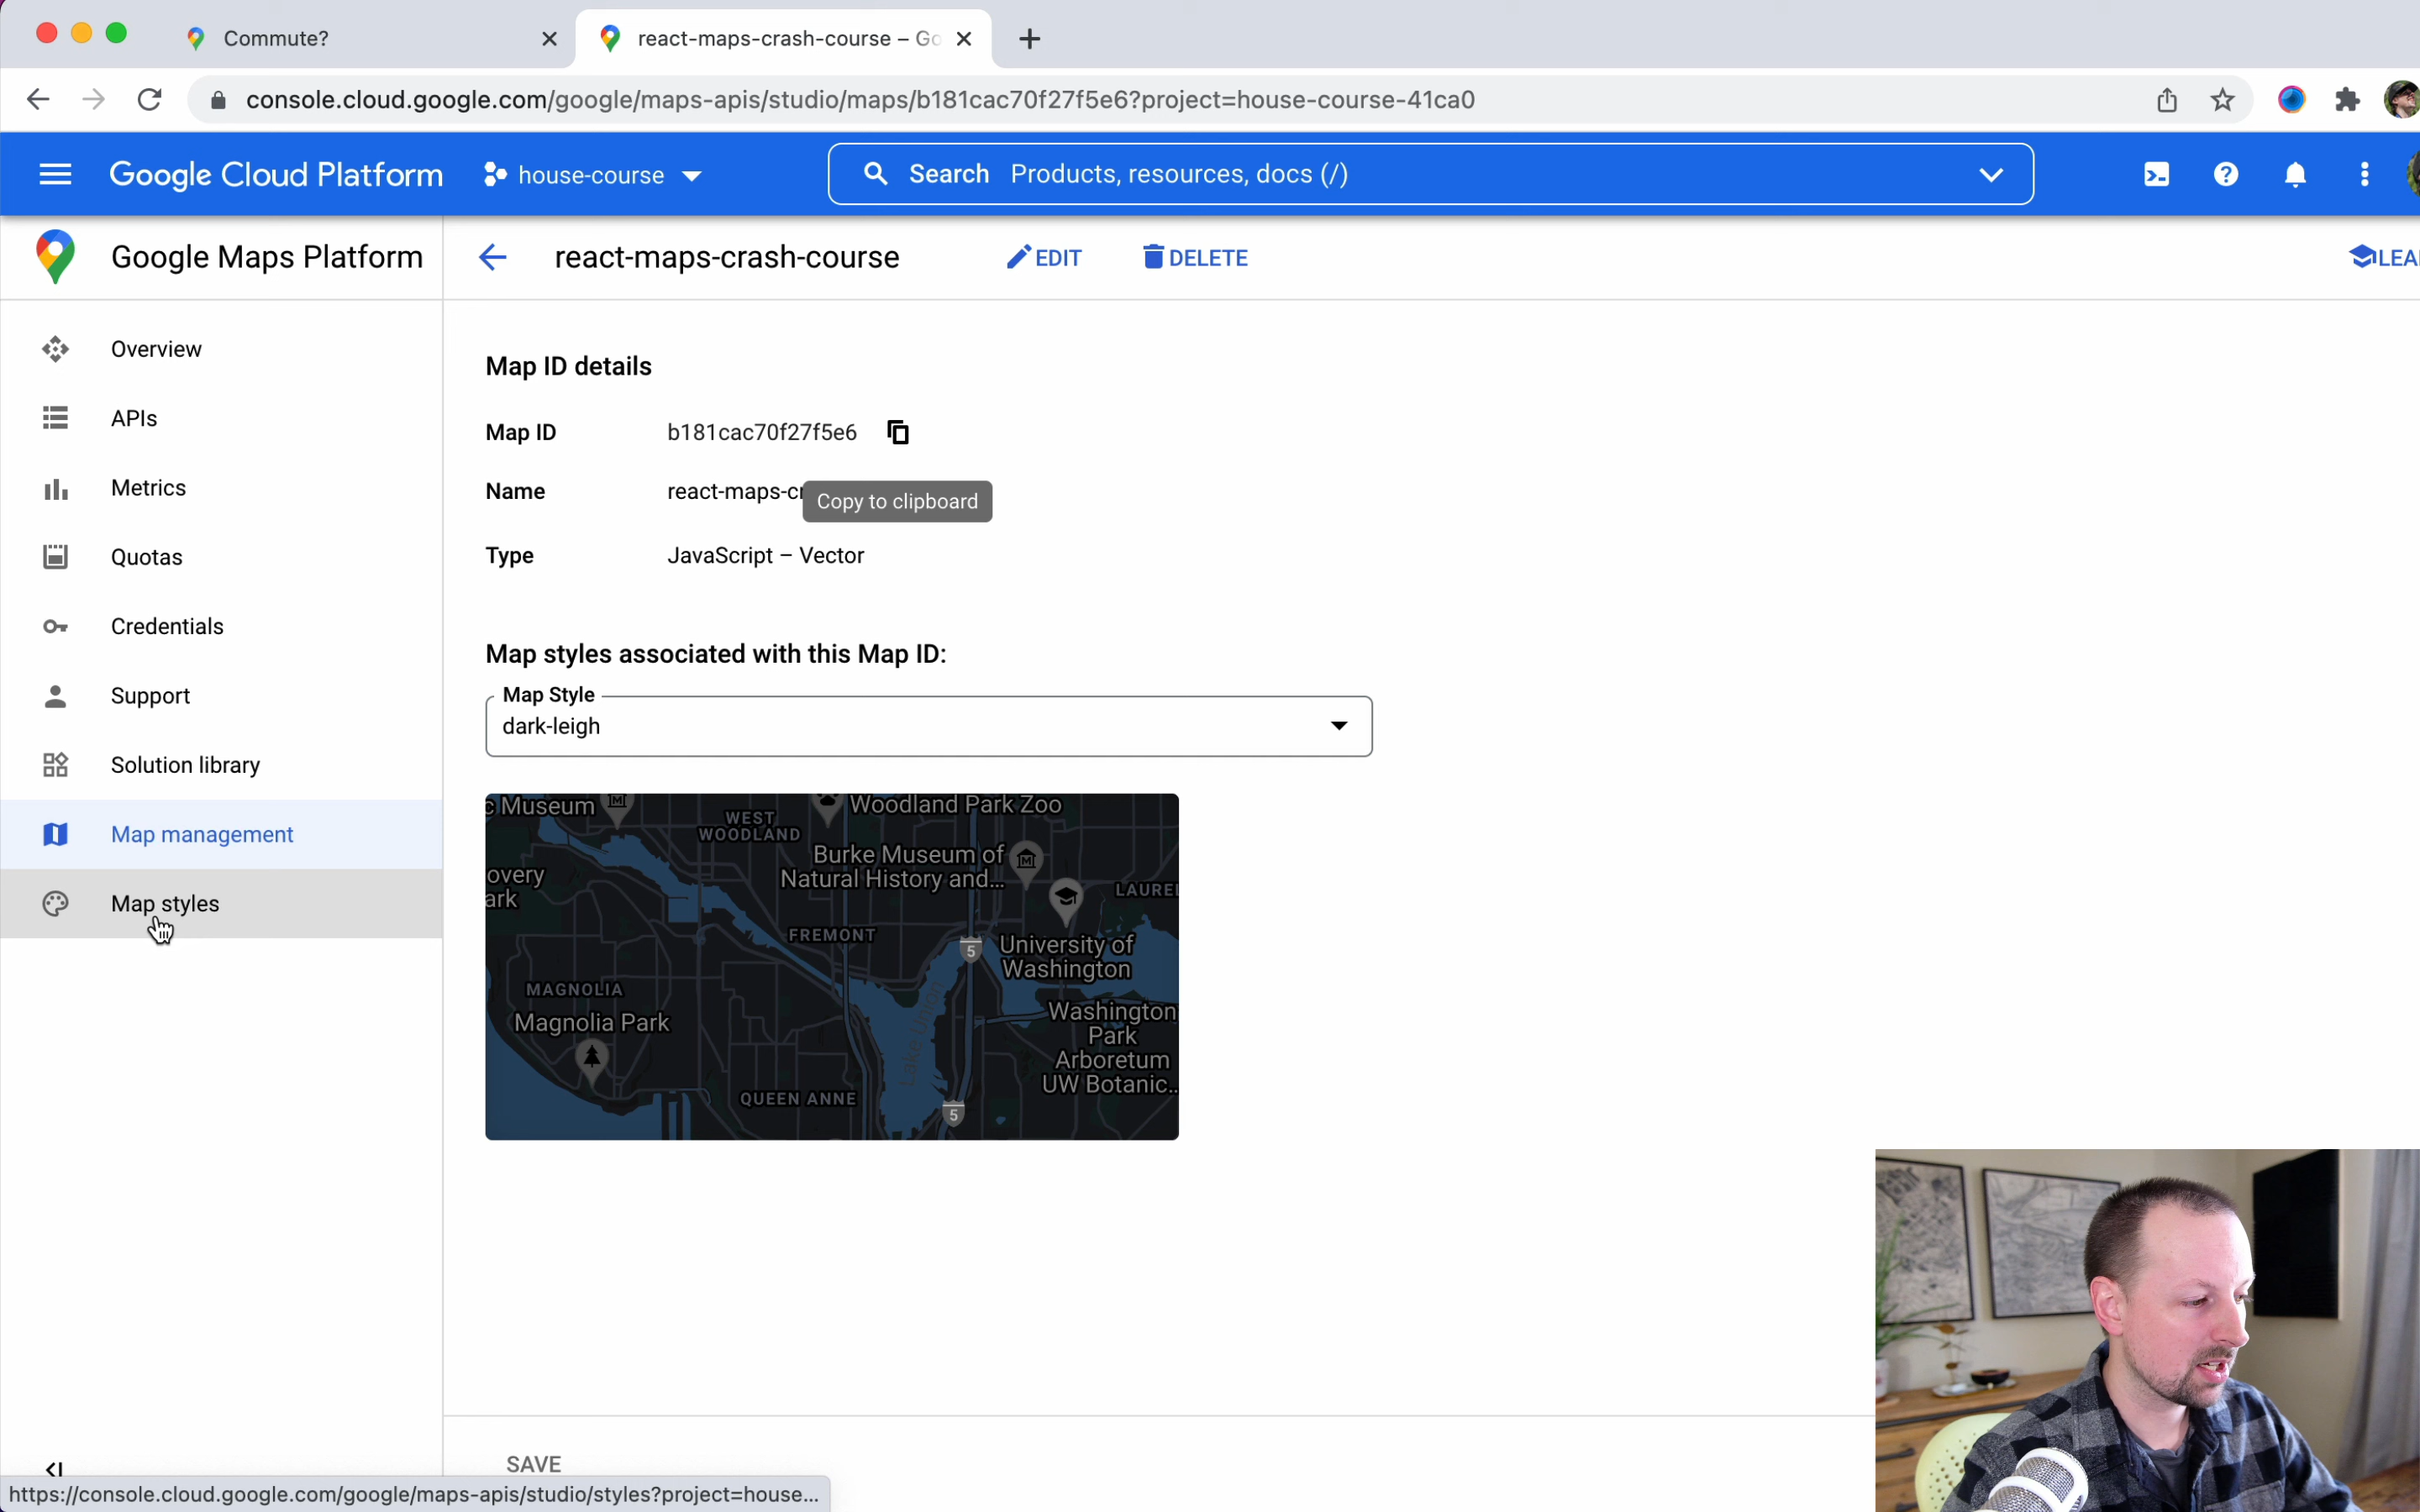 Commute?
react-maps-crash-course – Go
console.cloud.google.com/google/maps-apis/studio/maps/b181cac70f27f5e6?project=house-course-41ca0
Google Cloud Platform
house-course
Search Products, resources, docs (/)
Google Maps Platform
react-maps-crash-course
EDIT
DELETE
LEA
Overview
APIs
Metrics
Quotas
Credentials
Support
Solution library
Map management
Map styles
Map ID details
Map ID b181cac70f27f5e6
Name react-maps-cr
Copy to clipboard
Type JavaScript – Vector
Map styles associated with this Map ID:
Map Style
dark-leigh
c Museum
WEST
WOODLAND
Woodland Park Zoo
Burke Museum of
Natural History and...
overy
ark
LAUREL
FREMONT
5
University of
Washington
MAGNOLIA
Magnolia Park
Lake Union
Washington
Park
Arboretum
UW Botanic...
QUEEN ANNE
5
SAVE
https://console.cloud.google.com/google/maps-apis/studio/styles?project=house...